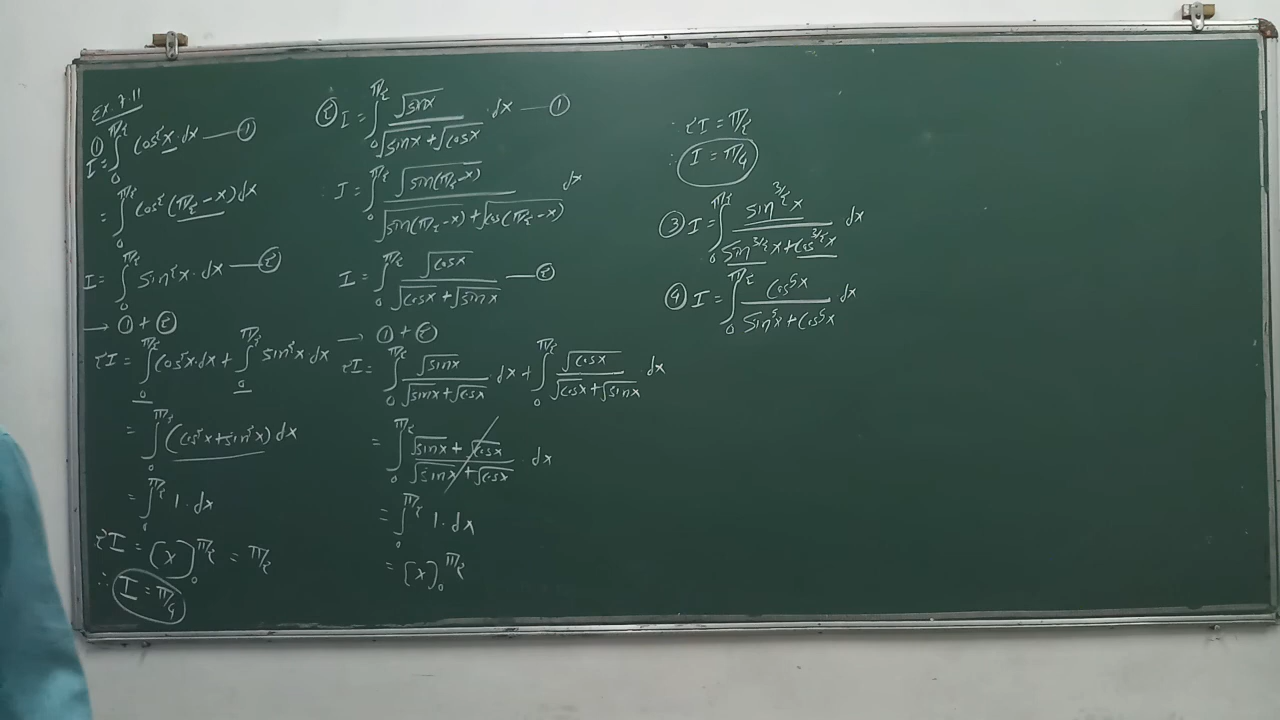 Ex. 7.11
① I = ∫₀^{π/2} cos²x · dx — ①
= ∫₀^{π/2} cos²(π/2 − x) dx
I = ∫₀^{π/2} sin²x · dx — ②
→ ① + ②
2I = ∫₀^{π/2} cos²x·dx + ∫₀^{π/2} sin²x·dx
= ∫₀^{π/2} (cos²x + sin²x) dx
= ∫₀^{π/2} 1 · dx
2I = [x]₀^{π/2} = π/2
∴ I = π/4
② I = ∫₀^{π/2} √sinx / (√sinx + √cosx) · dx — ①
I = ∫₀^{π/2} √sin(π/2 − x) / (√sin(π/2 − x) + √cos(π/2 − x)) dx
I = ∫₀^{π/2} √cosx / (√cosx + √sinx) — ②
→ ① + ②
2I = ∫₀^{π/2} √sinx / (√sinx + √cosx) · dx + ∫₀^{π/2} √cosx / (√cosx + √sinx) dx
= ∫₀^{π/2} (√sinx + √cosx) / (√sinx + √cosx) · dx
= ∫₀^{π/2} 1 · dx
= [x]₀^{π/2}
∴ 2I = π/2
∴ I = π/4
③ I = ∫₀^{π/2} sin^{3/2}x / (sin^{3/2}x + cos^{3/2}x) dx
④ I = ∫₀^{π/2} cos⁵x / (sin⁵x + cos⁵x) dx